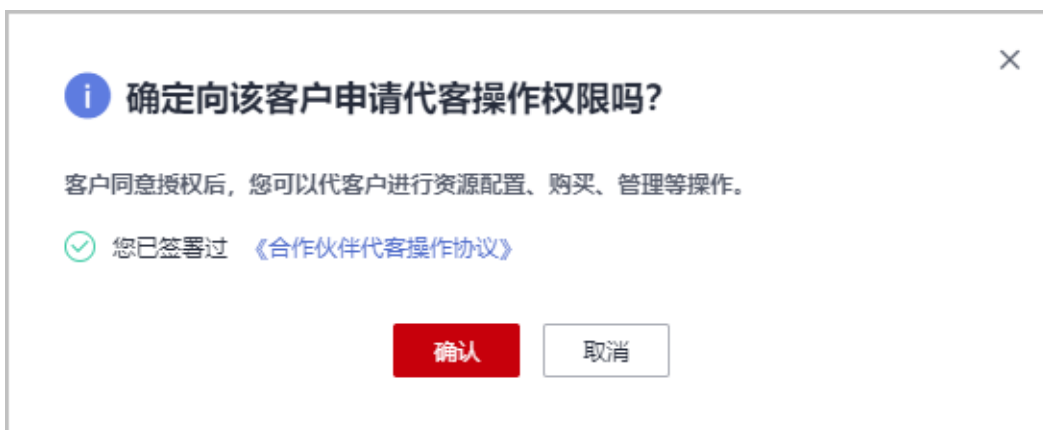 确定向该客户申请代客操作权限吗？
客户同意授权后，您可以代客户进行资源配置、购买、管理等操作。
您已签署过 《合作伙伴代客操作协议》
确认 取消